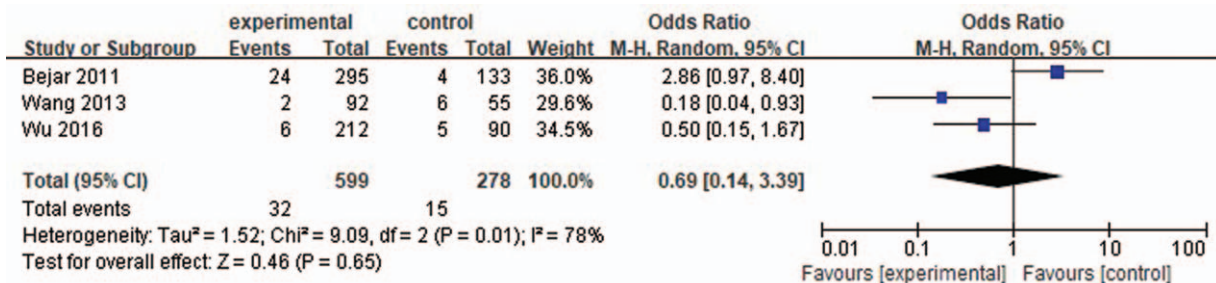 experimental control Odds Ratio Odds Ratio
Study or Subgroup Events Total Events Total Weight M-H, Random, 95% CI M-H, Random, 95% CI
Bejar 2011 24 295 4 133 36.0% 2.86 [0.97, 8.40]
Wang 2013 2 92 6 55 29.6% 0.18 [0.04, 0.93]
Wu 2016 6 212 5 90 34.5% 0.50 [0.15, 1.67]
Total (95% CI) 599 278 100.0% 0.69 [0.14, 3.39]
Total events 32 15
Heterogeneity: Tau² = 1.52; Chi² = 9.09, df = 2 (P = 0.01); I² = 78%
Test for overall effect: Z = 0.46 (P = 0.65)
0.01 0.1 1 10 100
Favours [experimental] Favours [control]